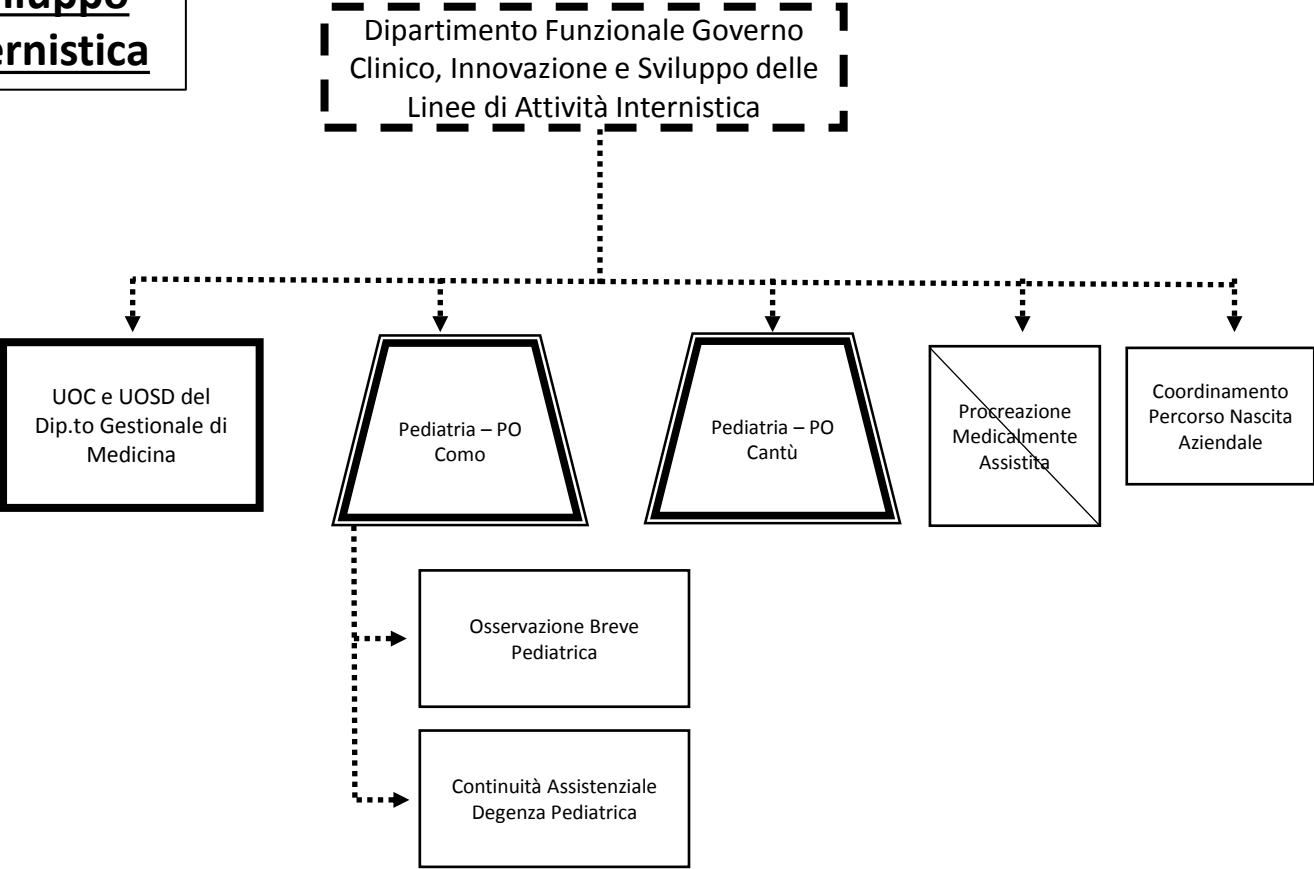 ernistica
Dipartimento Funzionale Governo
Clinico, Innovazione e Sviluppo delle
Linee di Attività Internistica
UOC e UOSD del
Dip.to Gestionale di
Medicina
Pediatria – PO
Como
Pediatria – PO
Cantù
Procreazione
Medicalmente
Assistita
Coordinamento
Percorso Nascita
Aziendale
Osservazione Breve
Pediatrica
Continuità Assistenziale
Degenza Pediatrica